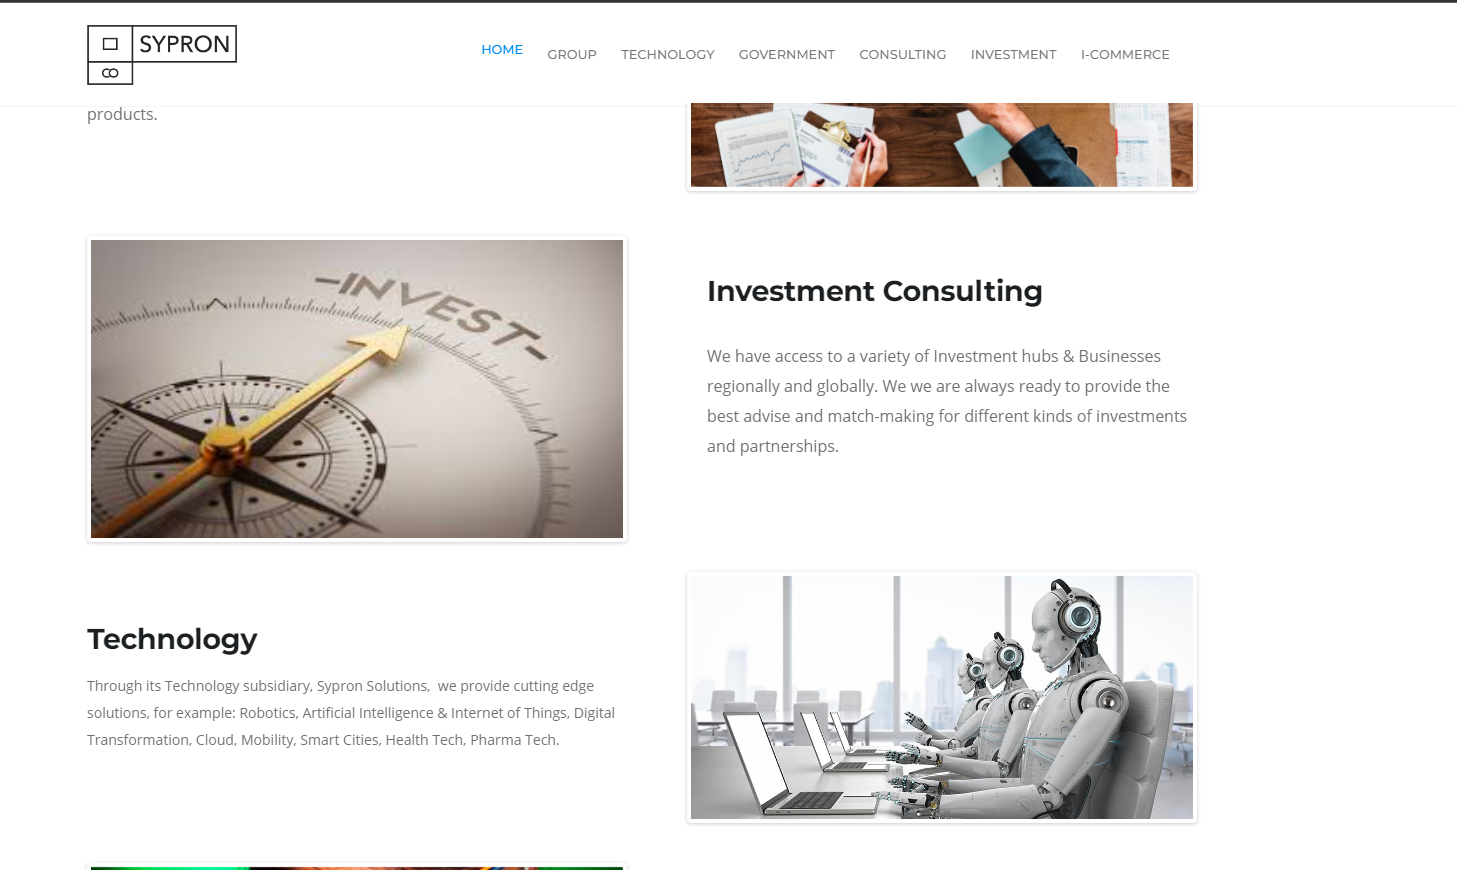 SYPRON
HOME GROUP TECHNOLOGY GOVERNMENT CONSULTING INVESTMENT I-COMMERCE
products.
-INVEST-
Investment Consulting
We have access to a variety of Investment hubs & Businesses
regionally and globally. We we are always ready to provide the
best advise and match-making for different kinds of investments
and partnerships.
Technology
Through its Technology subsidiary, Sypron Solutions,  we provide cutting edge
solutions, for example: Robotics, Artificial Intelligence & Internet of Things, Digital
Transformation, Cloud, Mobility, Smart Cities, Health Tech, Pharma Tech.